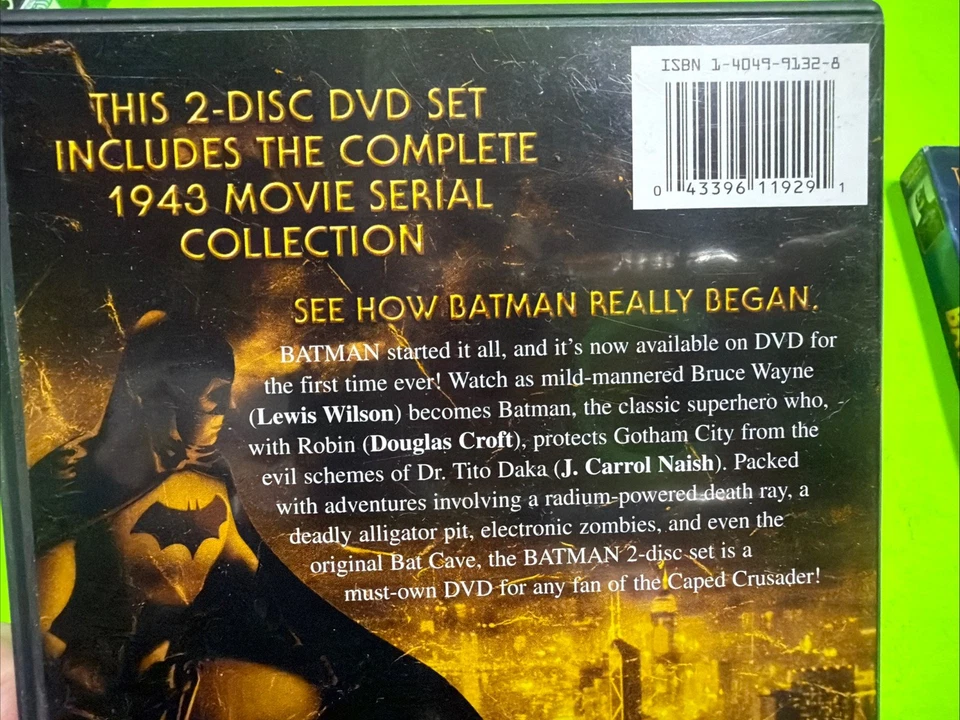 THIS 2-DISC DVD SET
INCLUDES THE COMPLETE
1943 MOVIE SERIAL
COLLECTION
ISBN 1-4049-9132-8
0 43396 11929 1
SEE HOW BATMAN REALLY BEGAN.
BATMAN started it all, and it's now available on DVD for
the first time ever! Watch as mild-mannered Bruce Wayne
(Lewis Wilson) becomes Batman, the classic superhero who,
with Robin (Douglas Croft), protects Gotham City from the
evil schemes of Dr. Tito Daka (J. Carrol Naish). Packed
with adventures involving a radium-powered death ray, a
deadly alligator pit, electronic zombies, and even the
original Bat Cave, the BATMAN 2-disc set is a
must-own DVD for any fan of the Caped Crusader!